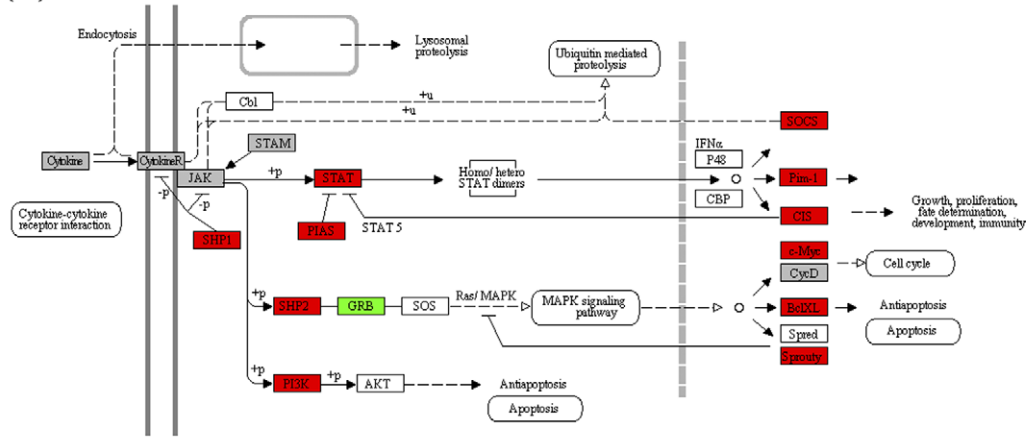 Endocytosis
Lysosomal
proteolysis
Ubiquitin mediated
proteolysis
Cbl
+u
+u
SOCS
STAM
IFNα
P48
Cytokine
CytokineR
JAK
+p
STAT
Homo/ hetero
STAT dimers
Pim-1
CBP
-p
-p
Cytokine-cytokine
receptor interaction
SHP1
PIAS
STAT 5
CIS
Growth, proliferation,
fate determination,
development, immunity
c-Myc
CycD
Cell cycle
+p
SHP2
GRB
SOS
Ras/ MAPK
MAPK signaling
pathway
BclXL
Antiapoptosis
Spred
Apoptosis
Sprouty
PI3K
+p
AKT
Antiapoptosis
Apoptosis